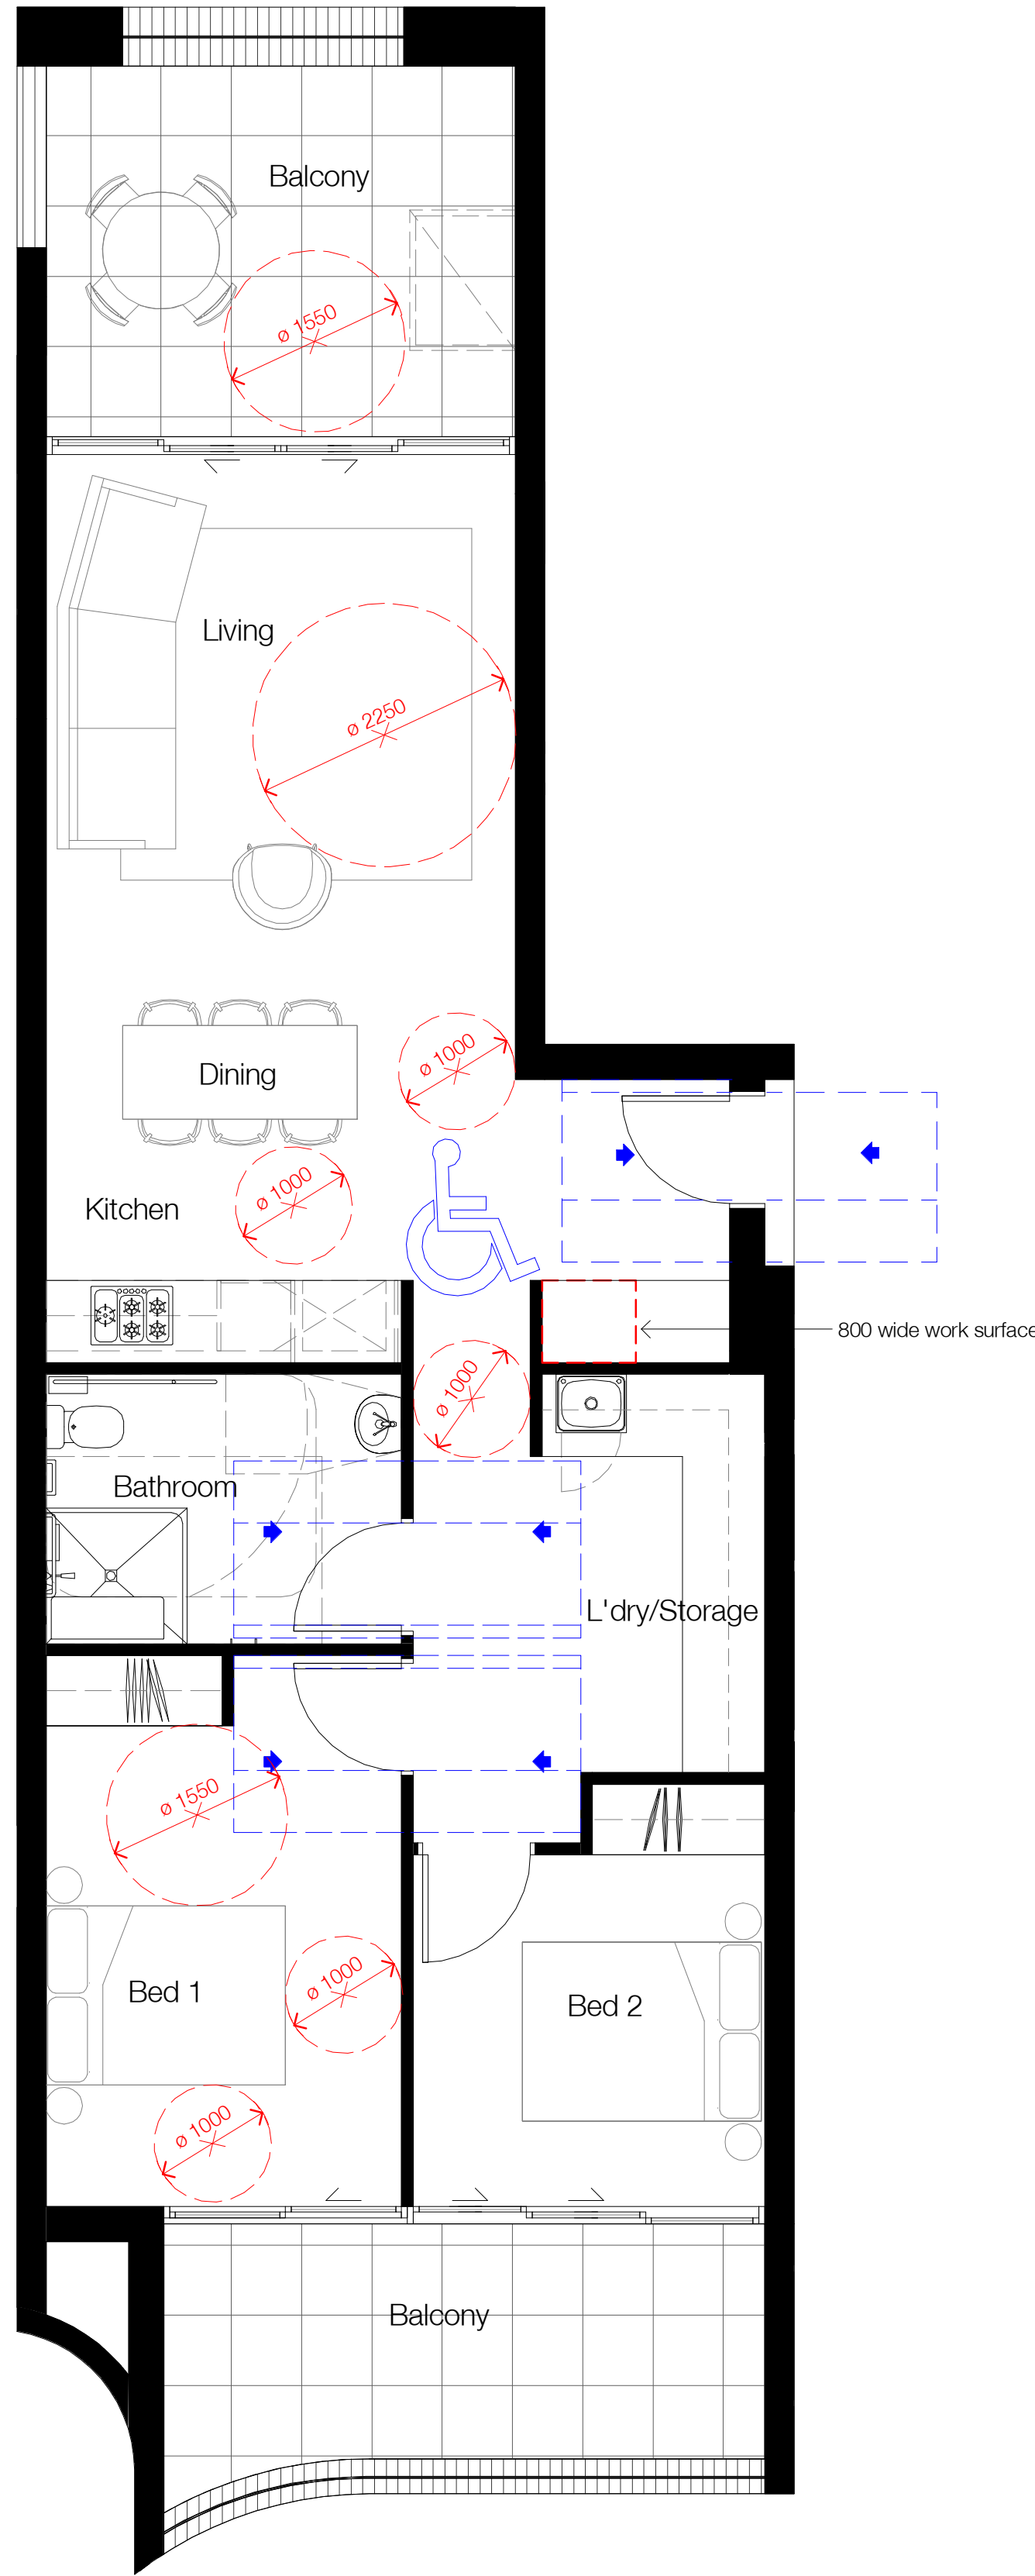 Balcony
ø 1550
Living
ø 2250
ø 1000
Dining
ø 1000
Kitchen
800 wide work surface
ø 1000
Bathroom
L'dry/Storage
ø 1550
ø 1000
Bed 1
Bed 2
ø 1000
Balcony